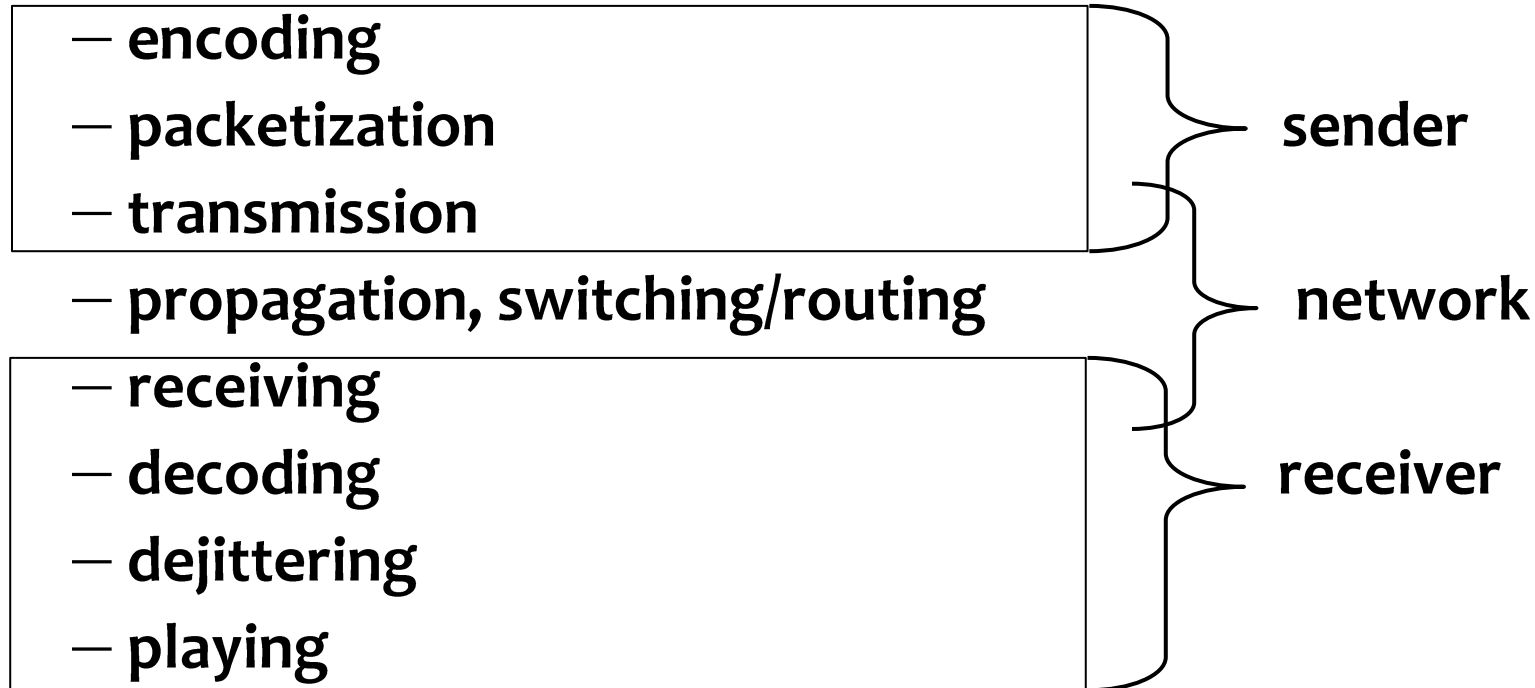 — encoding
— packetization
sender
— transmission
— propagation, switching/routing
network
— receiving
— decoding
receiver
— dejittering
— playing